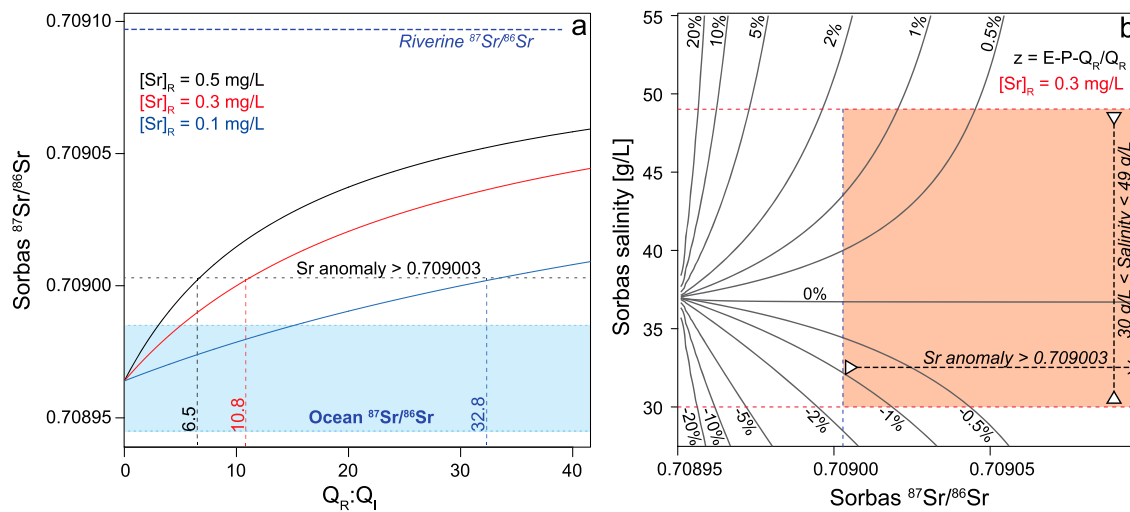 a
0.70910
0.70905
0.70900
0.70895
Sorbas ⁸⁷Sr/⁸⁶Sr
Riverine ⁸⁷Sr/⁸⁶Sr
[Sr]R = 0.5 mg/L
[Sr]R = 0.3 mg/L
[Sr]R = 0.1 mg/L
Sr anomaly > 0.709003
Ocean ⁸⁷Sr/⁸⁶Sr
6.5
10.8
32.8
0
10
20
30
40
QR:QI
b
55
50
45
40
35
30
Sorbas salinity [g/L]
20%
10%
5%
2%
1%
0.5%
z = E-P-QR/QR
[Sr]R = 0.3 mg/L
0%
30 g/L < Salinity < 49 g/L
Sr anomaly > 0.709003
-20%
-10%
-5%
-2%
-1%
-0.5%
0.70895
0.70900
0.70905
Sorbas ⁸⁷Sr/⁸⁶Sr